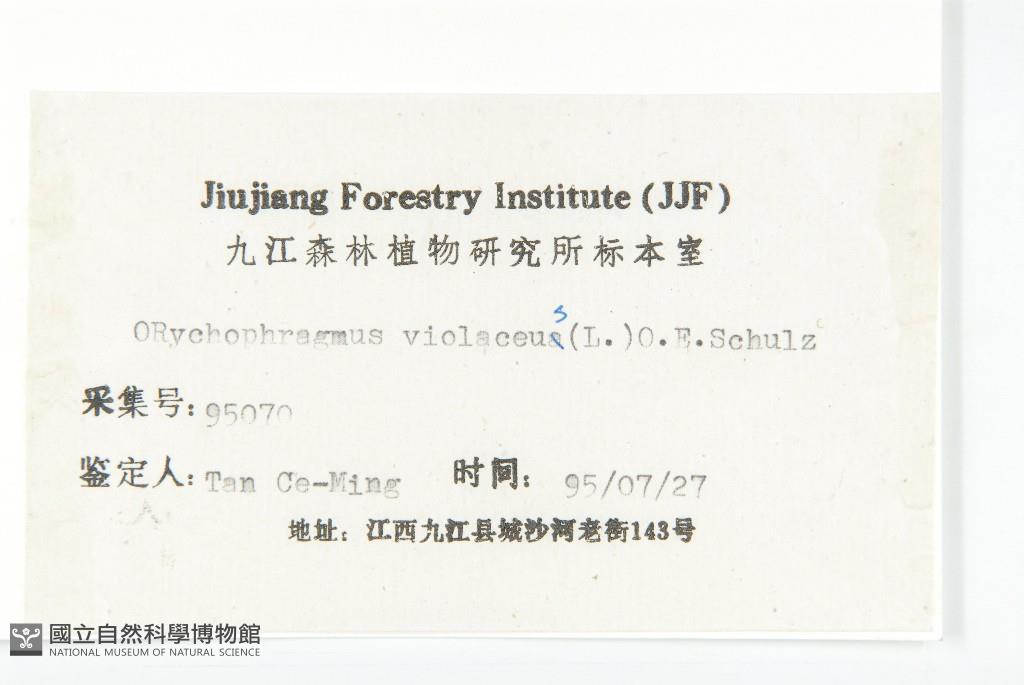 Jiujiang Forestry Institute (JJF)
九江森林植物研究所标本室
ORychophragmus violaceus(L.)O.E.Schulz
采集号: 95070
鉴定人: Tan Ce-Ming 时间: 95/07/27
地址: 江西九江县城沙河老街143号
國立自然科學博物館
NATIONAL MUSEUM OF NATURAL SCIENCE